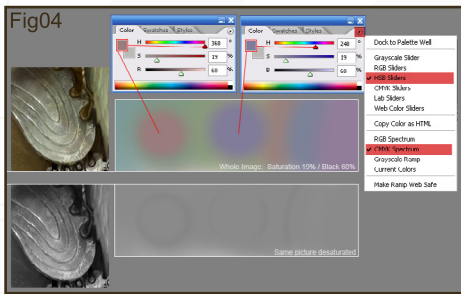 Fig04
Color Swatches Styles
H 360 °
S 19 %
B 60 %
Color Swatches Styles
H 240 °
S 19 %
B 60 %
Dock to Palette Well
Grayscale Slider
RGB Sliders
✔ HSB Sliders
CMYK Sliders
Lab Sliders
Web Color Sliders
Copy Color as HTML
RGB Spectrum
✔ CMYK Spectrum
Grayscale Ramp
Current Colors
Make Ramp Web Safe
Whole Image: Saturation 19% / Black 60%
Same picture desaturated